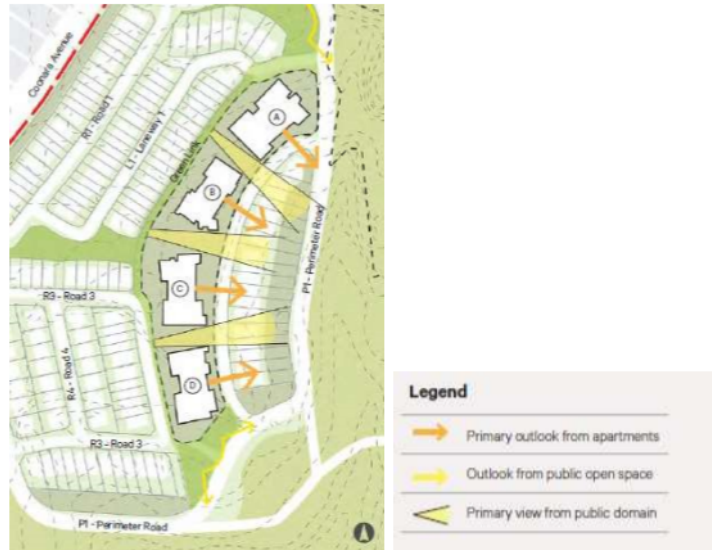 Coonara Avenue
R1 - Road 1
L1 - Laneway 1
Green Link
A
B
C
D
P1 - Perimeter Road
R3 - Road 3
R4 - Road 4
R3 - Road 3
P1 - Perimeter Road
Legend
Primary outlook from apartments
Outlook from public open space
Primary view from public domain